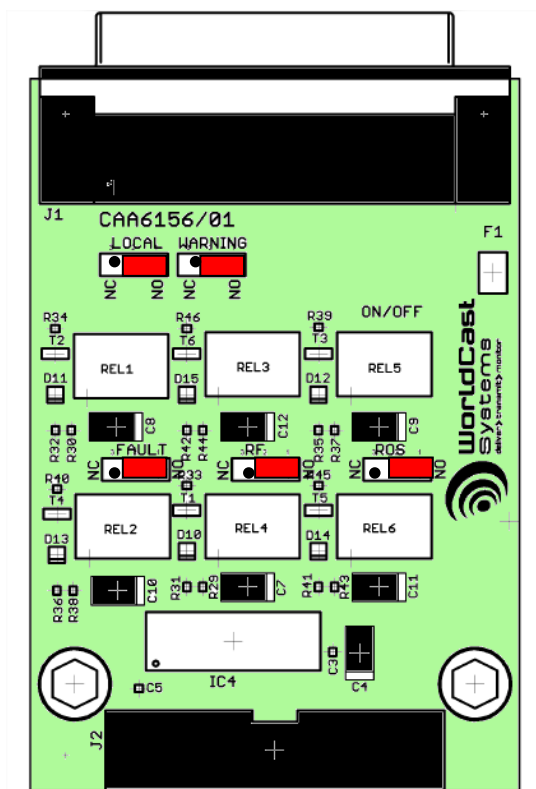 J1
CAA6156/01
F1
LOCAL WARNING
NC NO NC NO
ON/OFF
R34 R46 R39
T2 T6 T3
REL1 REL3 REL5
D11 D15 D12
WorldCast
Systems
deliver>transmit>monitor
C8 C12 C9
R32 R30 R42 R44 R35 R37
FAULT RF ROS
NC NO NC NO NC NO
R40 R33 R45
T4 T1 T5
REL2 REL4 REL6
D13 D10 D14
C10 C7 C11
R36 R38 R31 R29 R41 R43
IC4
C3
C4
C5
J2